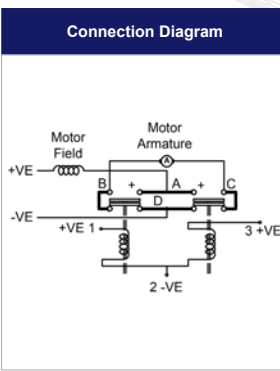 Connection Diagram
Motor
Armature
Motor
Field
A
+VE
B + A + C
D
-VE
+VE 1
3 +VE
2 -VE